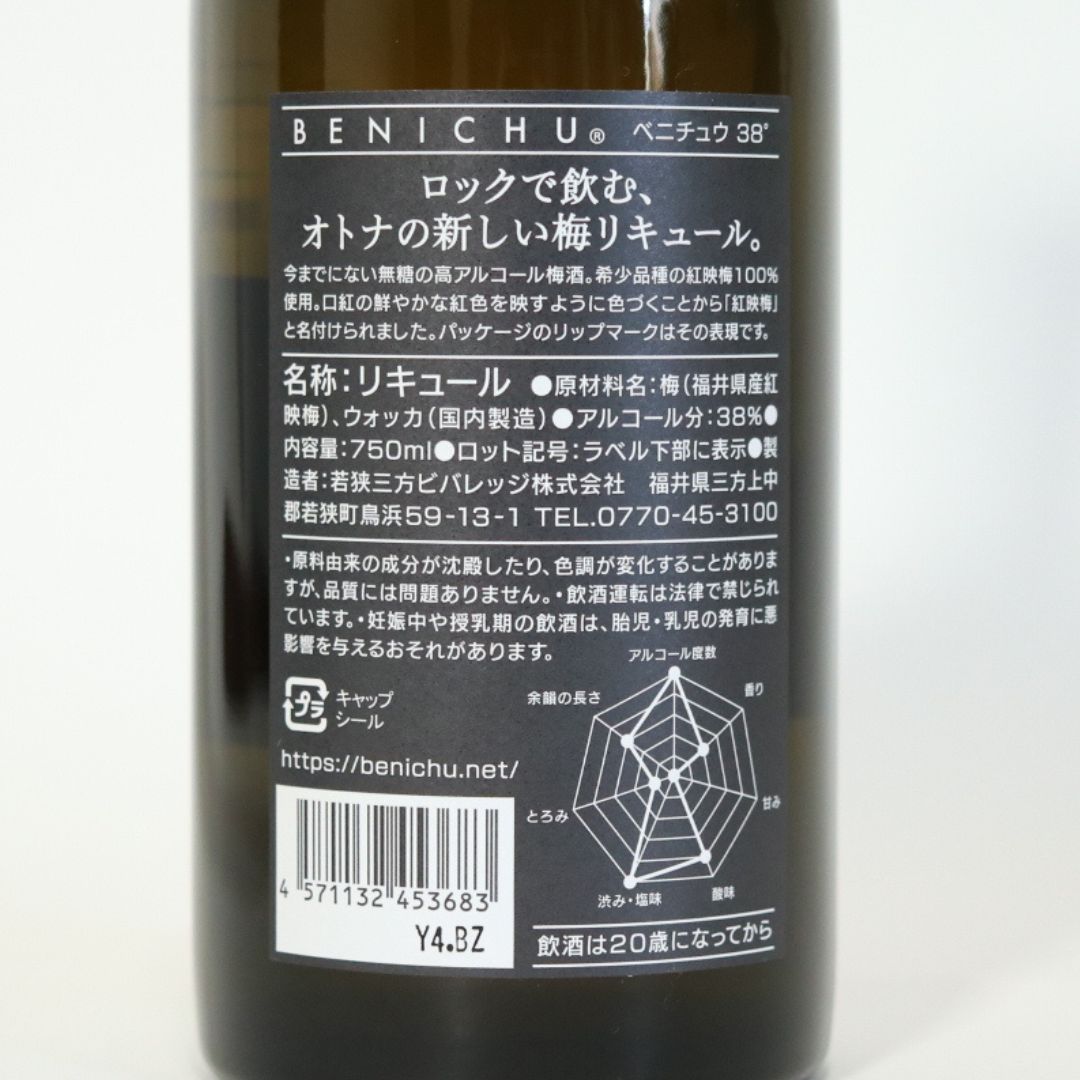 BENICHU® ベニチュウ 38°
ロックで飲む、
オトナの新しい梅リキュール。
今までにない無糖の高アルコール梅酒。希少品種の紅映梅100%
使用。口紅の鮮やかな紅色を映すように色づくことから「紅映梅」
と名付けられました。パッケージのリップマークはその表現です。
名称：リキュール ●原材料名：梅（福井県産紅
映梅）、ウォッカ（国内製造）●アルコール分：38%●
内容量：750ml●ロット記号：ラベル下部に表示●製
造者：若狭三方ビバレッジ株式会社 福井県三方上中
郡若狭町鳥浜59-13-1 TEL.0770-45-3100
・原料由来の成分が沈殿したり、色調が変化することがありま
すが、品質には問題ありません。・飲酒運転は法律で禁じられ
ています。・妊娠中や授乳期の飲酒は、胎児・乳児の発育に悪
影響を与えるおそれがあります。
アルコール度数
香り
甘み
酸味
渋み・塩味
とろみ
余韻の長さ
プラ
キャップ
シール
https://benichu.net/
4 571132 453683
Y4.BZ
飲酒は20歳になってから